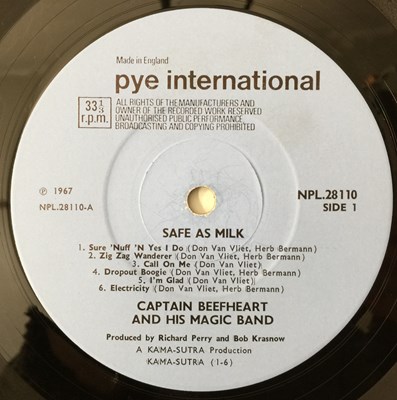 Made in England
pye international
33 1/3 r.p.m.
ALL RIGHTS OF THE MANUFACTURERS AND
OWNER OF THE RECORDED WORK RESERVED
UNAUTHORISED PUBLIC PERFORMANCE
BROADCASTING AND COPYING PROHIBITED
℗ 1967
NPL.28110-A
NPL.28110
SIDE 1
SAFE AS MILK
1. Sure 'Nuff 'N Yes I Do (Don Van Vliet, Herb Bermann)
2. Zig Zag Wanderer (Don Van Vliet, Herb Bermann)
3. Call On Me (Don Van Vliet)
4. Dropout Boogie (Don Van Vliet, Herb Bermann)
5. I'm Glad (Don Van Vliet)
6. Electricity (Don Van Vliet, Herb Bermann)
CAPTAIN BEEFHEART
AND HIS MAGIC BAND
Produced by Richard Perry and Bob Krasnow
A KAMA-SUTRA Production
KAMA-SUTRA (1-6)